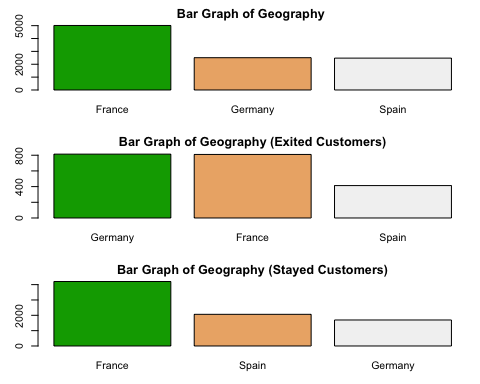 Bar Graph of Geography
5000
2000
0
France Germany Spain
Bar Graph of Geography (Exited Customers)
800
400
0
Germany France Spain
Bar Graph of Geography (Stayed Customers)
2000
0
France Spain Germany